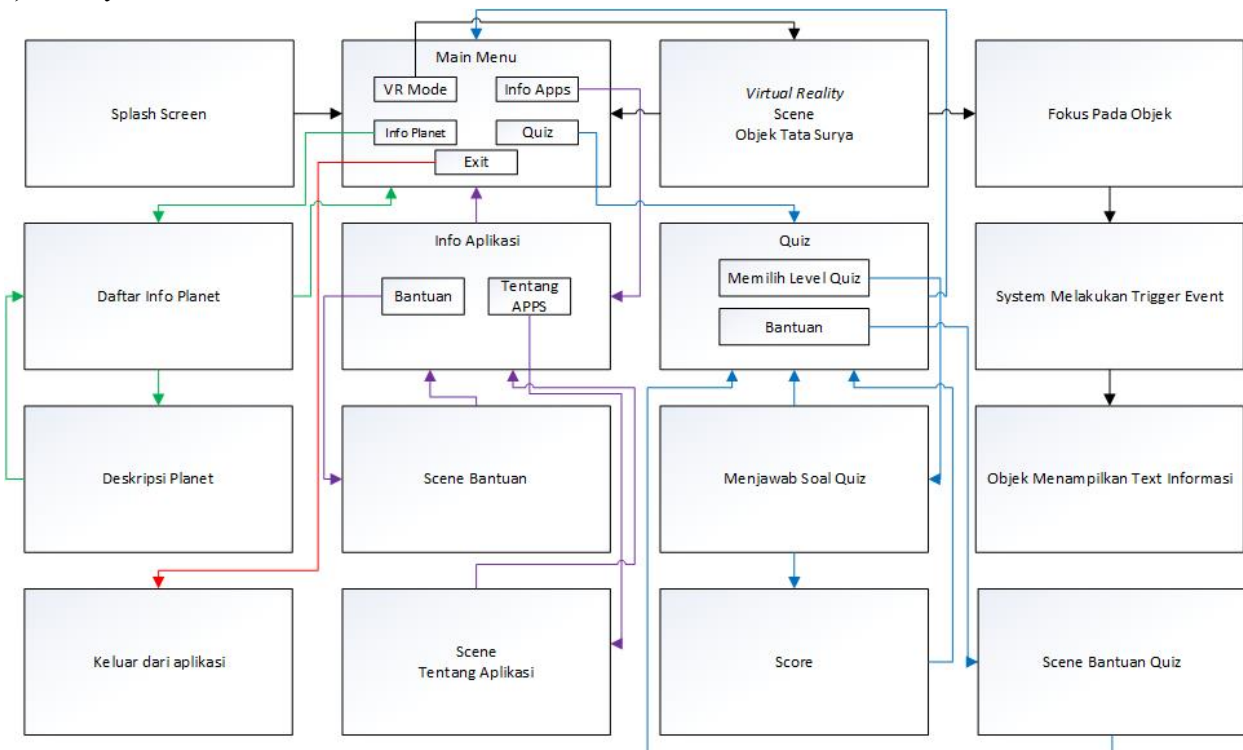 Splash Screen
Main Menu
VR Mode
Info Apps
Info Planet
Quiz
Exit
Virtual Reality
Scene
Objek Tata Surya
Fokus Pada Objek
Daftar Info Planet
Info Aplikasi
Bantuan
Tentang
APPS
Quiz
Memilih Level Quiz
Bantuan
System Melakukan Trigger Event
Deskripsi Planet
Scene Bantuan
Menjawab Soal Quiz
Objek Menampilkan Text Informasi
Keluar dari aplikasi
Scene
Tentang Aplikasi
Score
Scene Bantuan Quiz